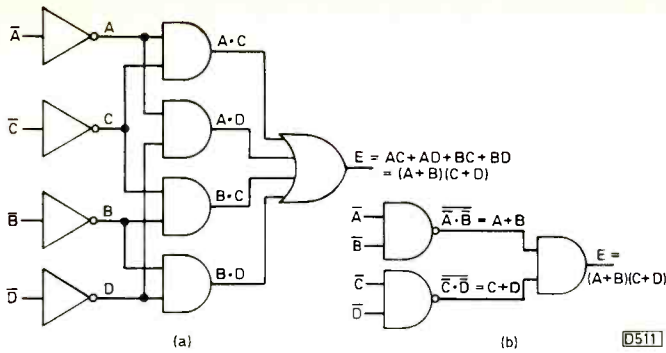 A̅
A
A•C
C̅
C
A•D
E = AC+AD+BC+BD
= (A+B)(C+D)
B̅
B
B•C
D̅
D
B•D
(a)
A̅
B̅
A̅•B̅ = A+B
C̅
D̅
C̅•D̅ = C+D
E =
(A+B)(C+D)
(b)
D511